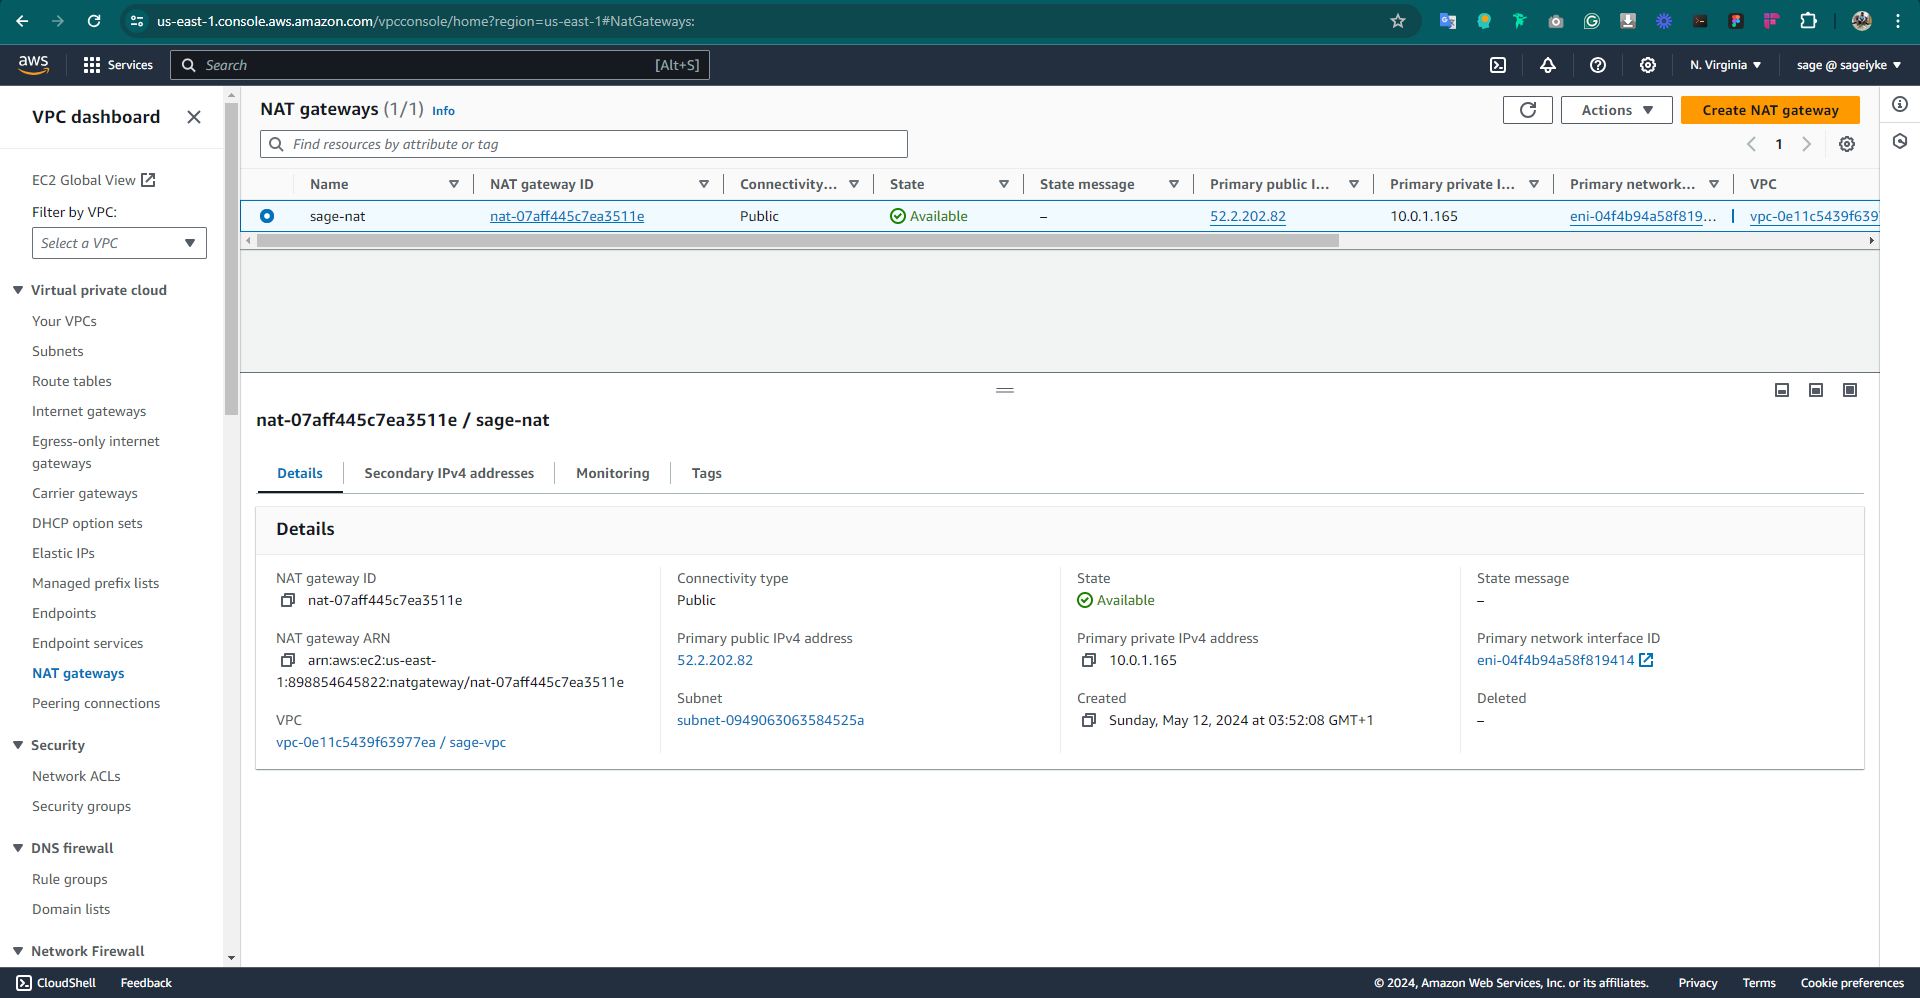 us-east-1.console.aws.amazon.com/vpcconsole/home?region=us-east-1#NatGateways:
aws
Services
Search
[Alt+S]
N. Virginia
sage @ sageiyke
VPC dashboard
EC2 Global View
Filter by VPC:
Select a VPC
Virtual private cloud
Your VPCs
Subnets
Route tables
Internet gateways
Egress-only internet
gateways
Carrier gateways
DHCP option sets
Elastic IPs
Managed prefix lists
Endpoints
Endpoint services
NAT gateways
Peering connections
Security
Network ACLs
Security groups
DNS firewall
Rule groups
Domain lists
Network Firewall
NAT gateways (1/1) Info
Actions
Create NAT gateway
Find resources by attribute or tag
1
Name NAT gateway ID Connectivity... State State message Primary public I... Primary private I... Primary network... VPC
sage-nat nat-07aff445c7ea3511e Public Available – 52.2.202.82 10.0.1.165 eni-04f4b94a58f819... vpc-0e11c5439f639
nat-07aff445c7ea3511e / sage-nat
Details Secondary IPv4 addresses Monitoring Tags
Details
NAT gateway ID
nat-07aff445c7ea3511e
NAT gateway ARN
arn:aws:ec2:us-east-
1:898854645822:natgateway/nat-07aff445c7ea3511e
VPC
vpc-0e11c5439f63977ea / sage-vpc
Connectivity type
Public
Primary public IPv4 address
52.2.202.82
Subnet
subnet-0949063063584525a
State
Available
Primary private IPv4 address
10.0.1.165
Created
Sunday, May 12, 2024 at 03:52:08 GMT+1
State message
–
Primary network interface ID
eni-04f4b94a58f819414
Deleted
–
CloudShell
Feedback
© 2024, Amazon Web Services, Inc. or its affiliates.
Privacy
Terms
Cookie preferences